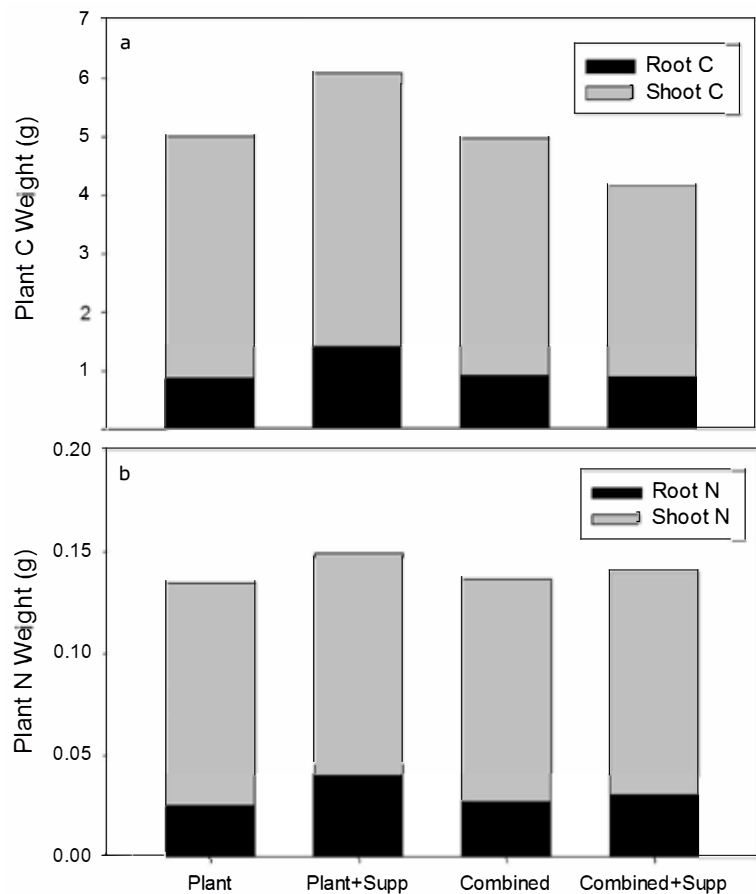 a
7
6
5
4
3
2
1
Plant C Weight (g)
Root C
Shoot C
b
0.20
0.15
0.10
0.05
0.00
Plant N Weight (g)
Root N
Shoot N
Plant Plant+Supp Combined Combined+Supp